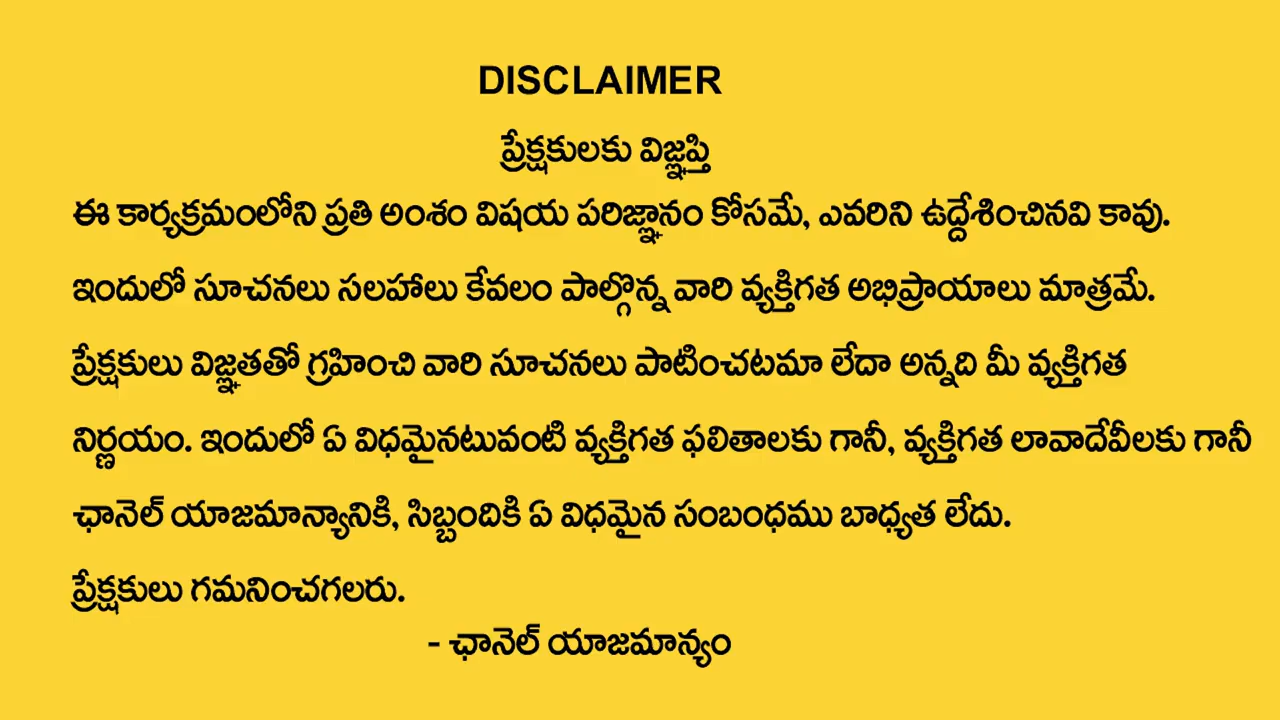 DISCLAIMER
ప్రేక్షకులకు విజ్ఞప్తి
ఈ కార్యక్రమంలోని ప్రతి అంశం విషయ పరిజ్ఞానం కోసమే, ఎవరిని ఉద్దేశించినవి కావు.
ఇందులో సూచనలు సలహాలు కేవలం పాల్గొన్న వారి వ్యక్తిగత అభిప్రాయాలు మాత్రమే.
ప్రేక్షకులు విజ్ఞతతో గ్రహించి వారి సూచనలు పాటించటమా లేదా అన్నది మీ వ్యక్తిగత
నిర్ణయం. ఇందులో ఏ విధమైనటువంటి వ్యక్తిగత ఫలితాలకు గానీ, వ్యక్తిగత లావాదేవీలకు గానీ
ఛానెల్ యాజమాన్యానికి, సిబ్బందికి ఏ విధమైన సంబంధము బాధ్యత లేదు.
ప్రేక్షకులు గమనించగలరు.
- ఛానెల్ యాజమాన్యం